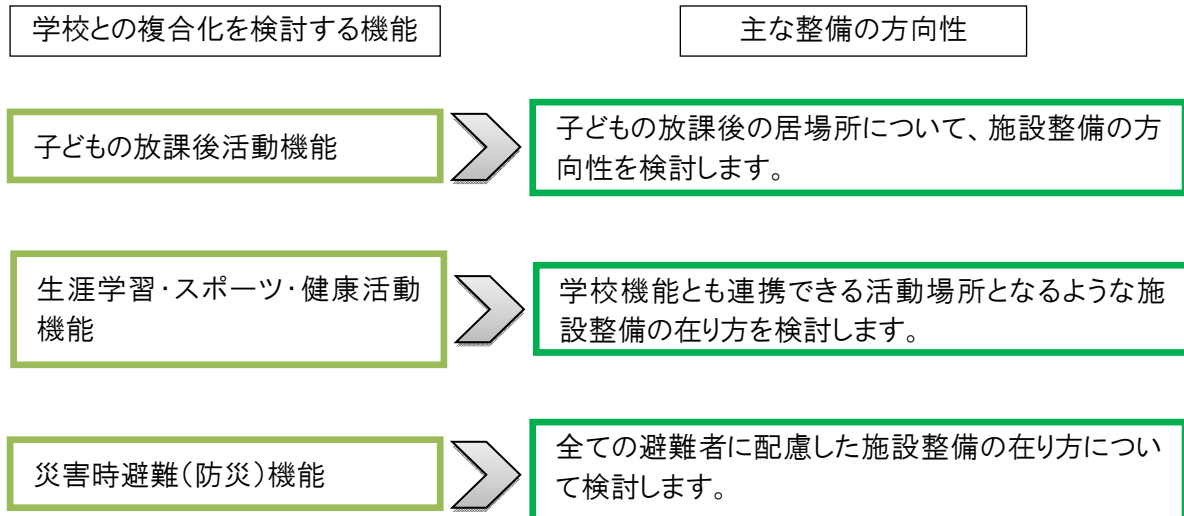 学校との複合化を検討する機能
主な整備の方向性
子どもの放課後活動機能
子どもの放課後の居場所について、施設整備の方
向性を検討します。
生涯学習・スポーツ・健康活動
機能
学校機能とも連携できる活動場所となるような施
設整備の在り方を検討します。
災害時避難(防災)機能
全ての避難者に配慮した施設整備の在り方につい
て検討します。